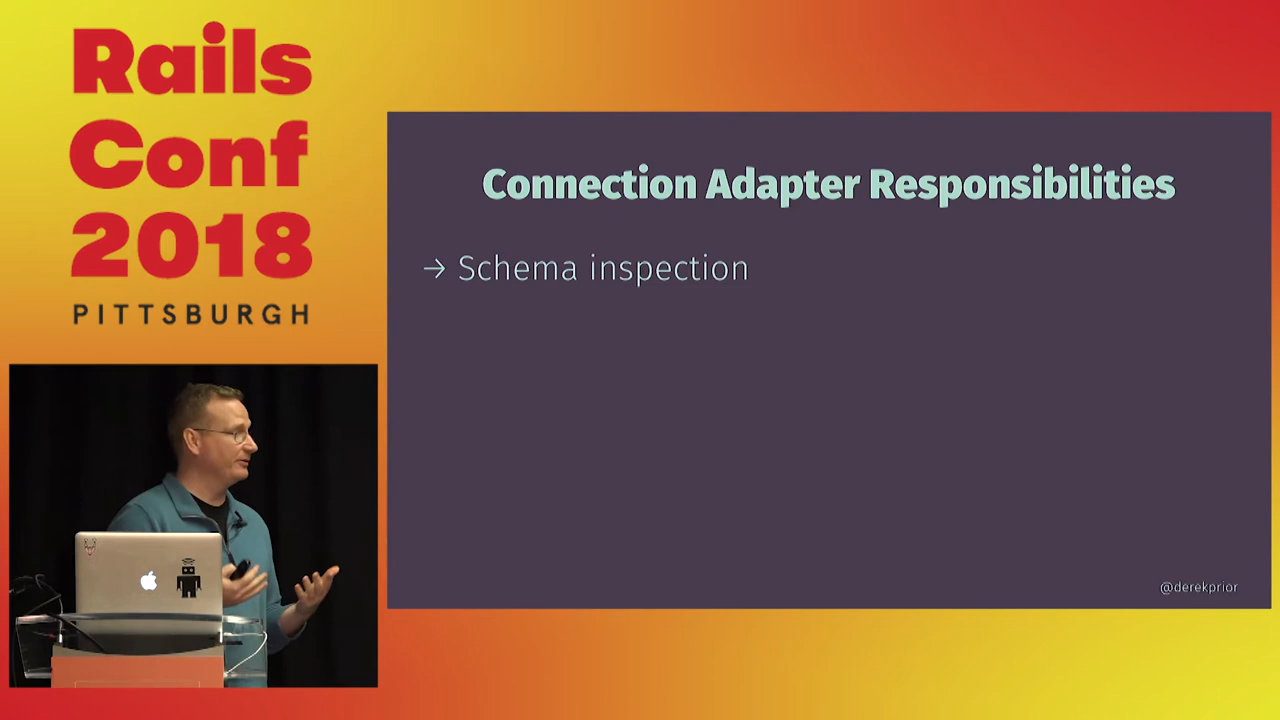 Rails
Conf
2018
PITTSBURGH
Connection Adapter Responsibilities
→ Schema inspection
@derekprior